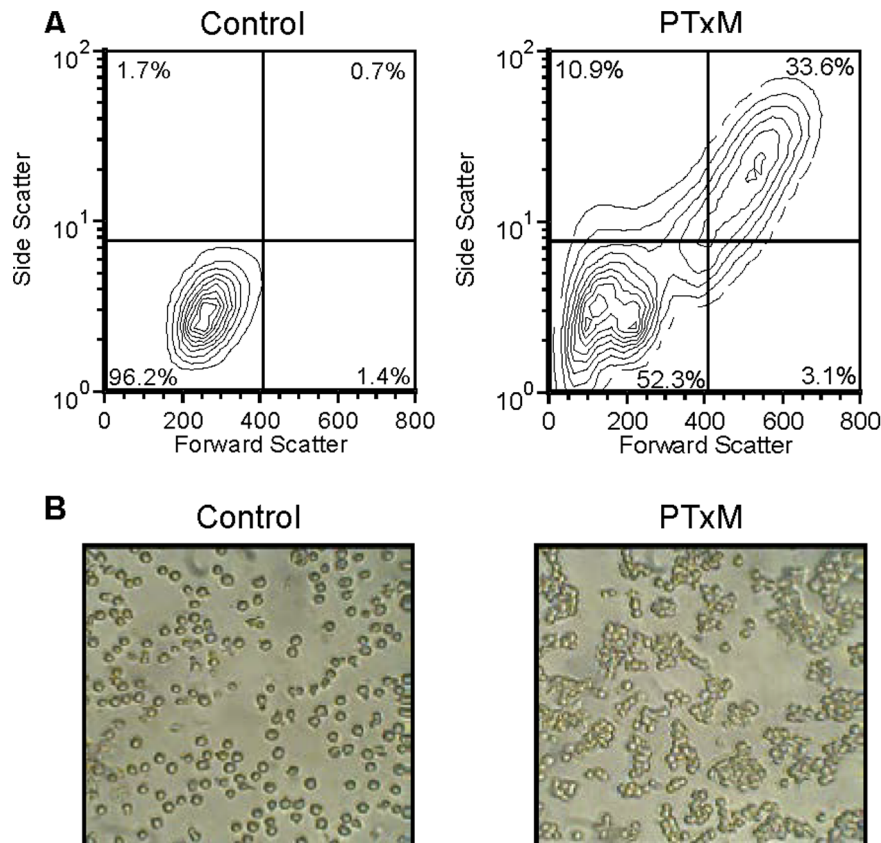 A
Control
PTxM
10²
1.7%
0.7%
10¹
96.2%
1.4%
10⁰
0
200
400
600
800
Side Scatter
Forward Scatter
10²
10.9%
33.6%
10¹
52.3%
3.1%
10⁰
0
200
400
600
800
Side Scatter
Forward Scatter
B
Control
PTxM